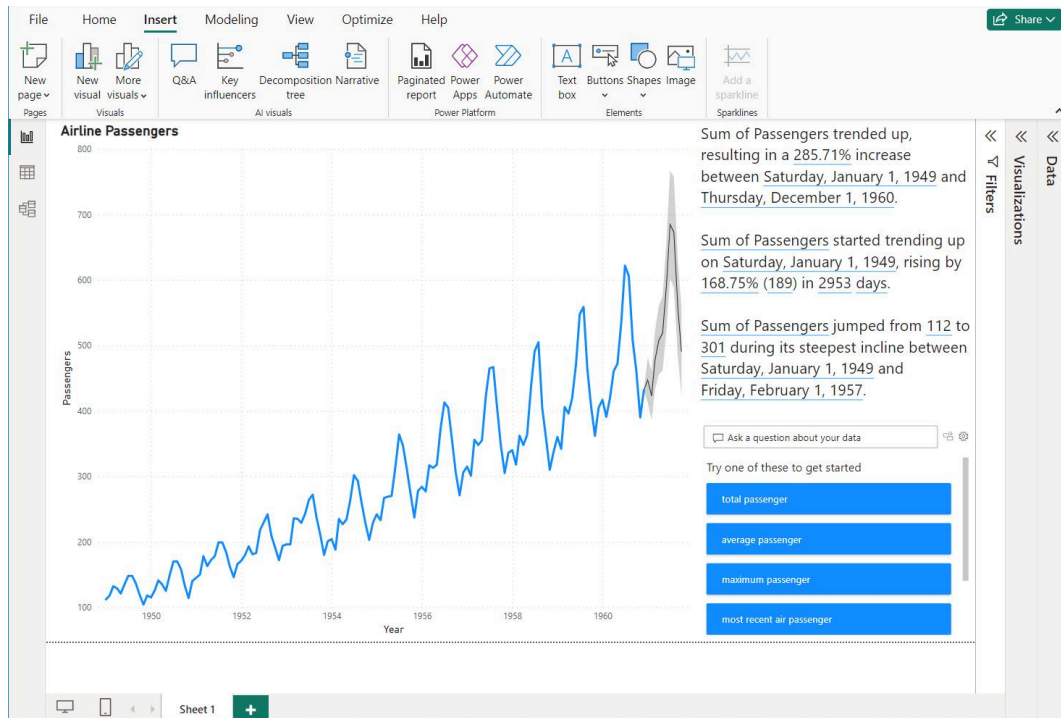 File Home Insert Modeling View Optimize Help
Share
New page
New visual
More visuals
Q&A
Key influencers
Decomposition tree
Narrative
Paginated report
Power Apps
Power Automate
Text box
Buttons
Shapes
Image
Add a sparkline
Pages Visuals AI visuals Power Platform Elements Sparklines
Airline Passengers
800
700
600
500
400
300
200
100
Passengers
1950 1952 1954 1956 1958 1960
Year
Sum of Passengers trended up,
resulting in a 285.71% increase
between Saturday, January 1, 1949 and
Thursday, December 1, 1960.
Sum of Passengers started trending up
on Saturday, January 1, 1949, rising by
168.75% (189) in 2953 days.
Sum of Passengers jumped from 112 to
301 during its steepest incline between
Saturday, January 1, 1949 and
Friday, February 1, 1957.
Ask a question about your data
Try one of these to get started
total passenger
average passenger
maximum passenger
most recent air passenger
Filters
Visualizations
Data
Sheet 1